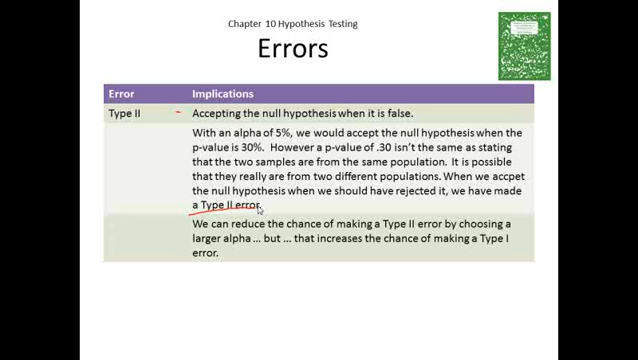 Chapter 10 Hypothesis Testing
Errors
Error Implications
Type II Accepting the null hypothesis when it is false.
With an alpha of 5%, we would accept the null hypothesis when the
p-value is 30%. However a p-value of .30 isn't the same as stating
that the two samples are from the same population. It is possible
that they really are from two different populations. When we accpet
the null hypothesis when we should have rejected it, we have made
a Type II error.
We can reduce the chance of making a Type II error by choosing a
larger alpha ... but ... that increases the chance of making a Type I
error.